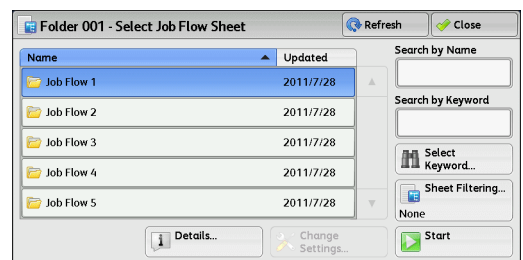 Folder 001 - Select Job Flow Sheet
Refresh
Close
Name
Updated
Job Flow 1
2011/7/28
Job Flow 2
2011/7/28
Job Flow 3
2011/7/28
Job Flow 4
2011/7/28
Job Flow 5
2011/7/28
Search by Name
Search by Keyword
Select
Keyword...
Sheet Filtering...
None
Details...
Change
Settings...
Start